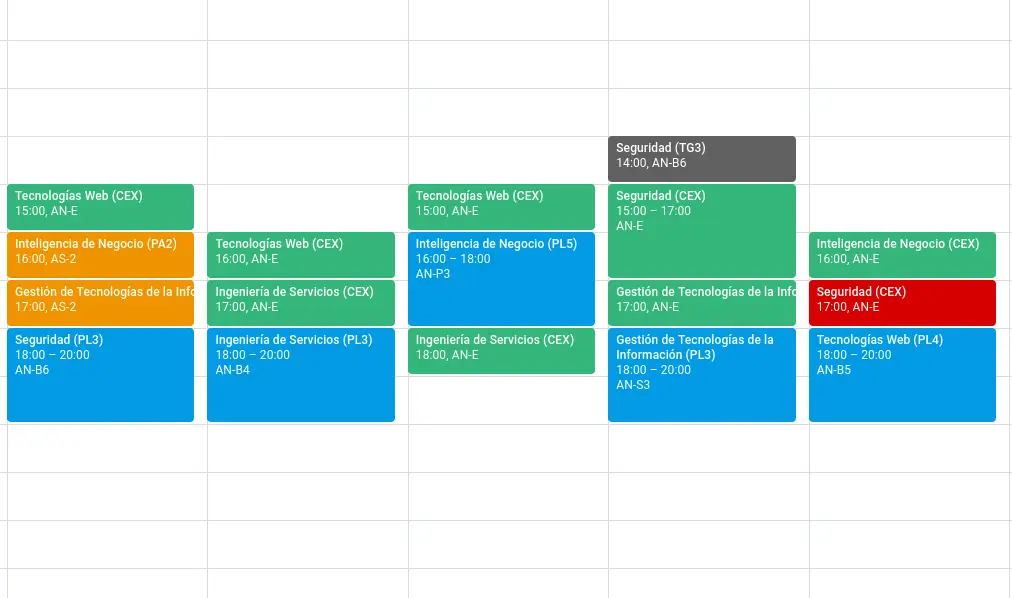 Tecnologías Web (CEX)
15:00, AN-E
Inteligencia de Negocio (PA2)
16:00, AS-2
Gestión de Tecnologías de la Info
17:00, AS-2
Seguridad (PL3)
18:00 – 20:00
AN-B6
Tecnologías Web (CEX)
16:00, AN-E
Ingeniería de Servicios (CEX)
17:00, AN-E
Ingeniería de Servicios (PL3)
18:00 – 20:00
AN-B4
Tecnologías Web (CEX)
15:00, AN-E
Inteligencia de Negocio (PL5)
16:00 – 18:00
AN-P3
Ingeniería de Servicios (CEX)
18:00, AN-E
Seguridad (TG3)
14:00, AN-B6
Seguridad (CEX)
15:00 – 17:00
AN-E
Gestión de Tecnologías de la Info
17:00, AN-E
Gestión de Tecnologías de la
Información (PL3)
18:00 – 20:00
AN-S3
Inteligencia de Negocio (CEX)
16:00, AN-E
Seguridad (CEX)
17:00, AN-E
Tecnologías Web (PL4)
18:00 – 20:00
AN-B5